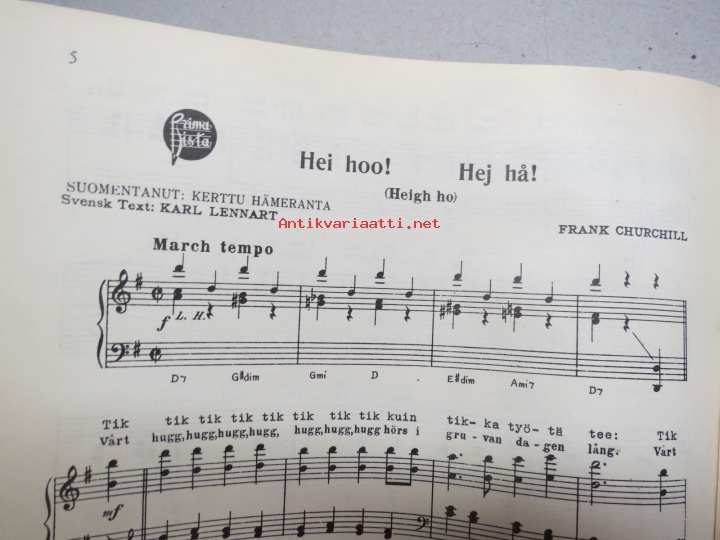 5
Prima Vista
Hei hoo! Hej hå!
(Heigh ho)
SUOMENTANUT: KERTTU HÄMERANTA
Svensk Text: KARL LENNART
Antikvariaatti.net
FRANK CHURCHILL
March tempo
f L. H.
D7 G#dim Gmi D E#dim Ami7 D7
Tik tik tik tik tik tik tik tik kuin tik- ka työ- tä tee: Tik
Vårt hugg, hugg, hugg, hugg, hugg, hugg, hugg hörs i gru - van da - gen lång. Vårt
mf